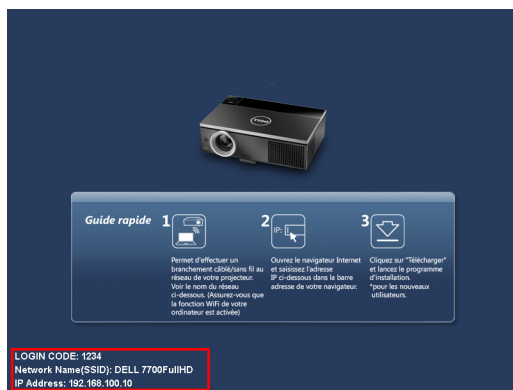 DELL
Guide rapide
1
Permet d'effectuer un
branchement câblé/sans fil au
réseau de votre projecteur.
Voir le nom du réseau
ci-dessous. (Assurez-vous que
la fonction WiFi de votre
ordinateur est activée)
2
IP:
Ouvrez le navigateur Internet
et saisissez l'adresse
IP ci-dessous dans la barre
adresse de votre navigateur.
3
Cliquez sur "Télécharger"
et lancez le programme
d'installation.
*pour les nouveaux
utilisateurs.
LOGIN CODE: 1234
Network Name(SSID): DELL 7700FullHD
IP Address: 192.168.100.10